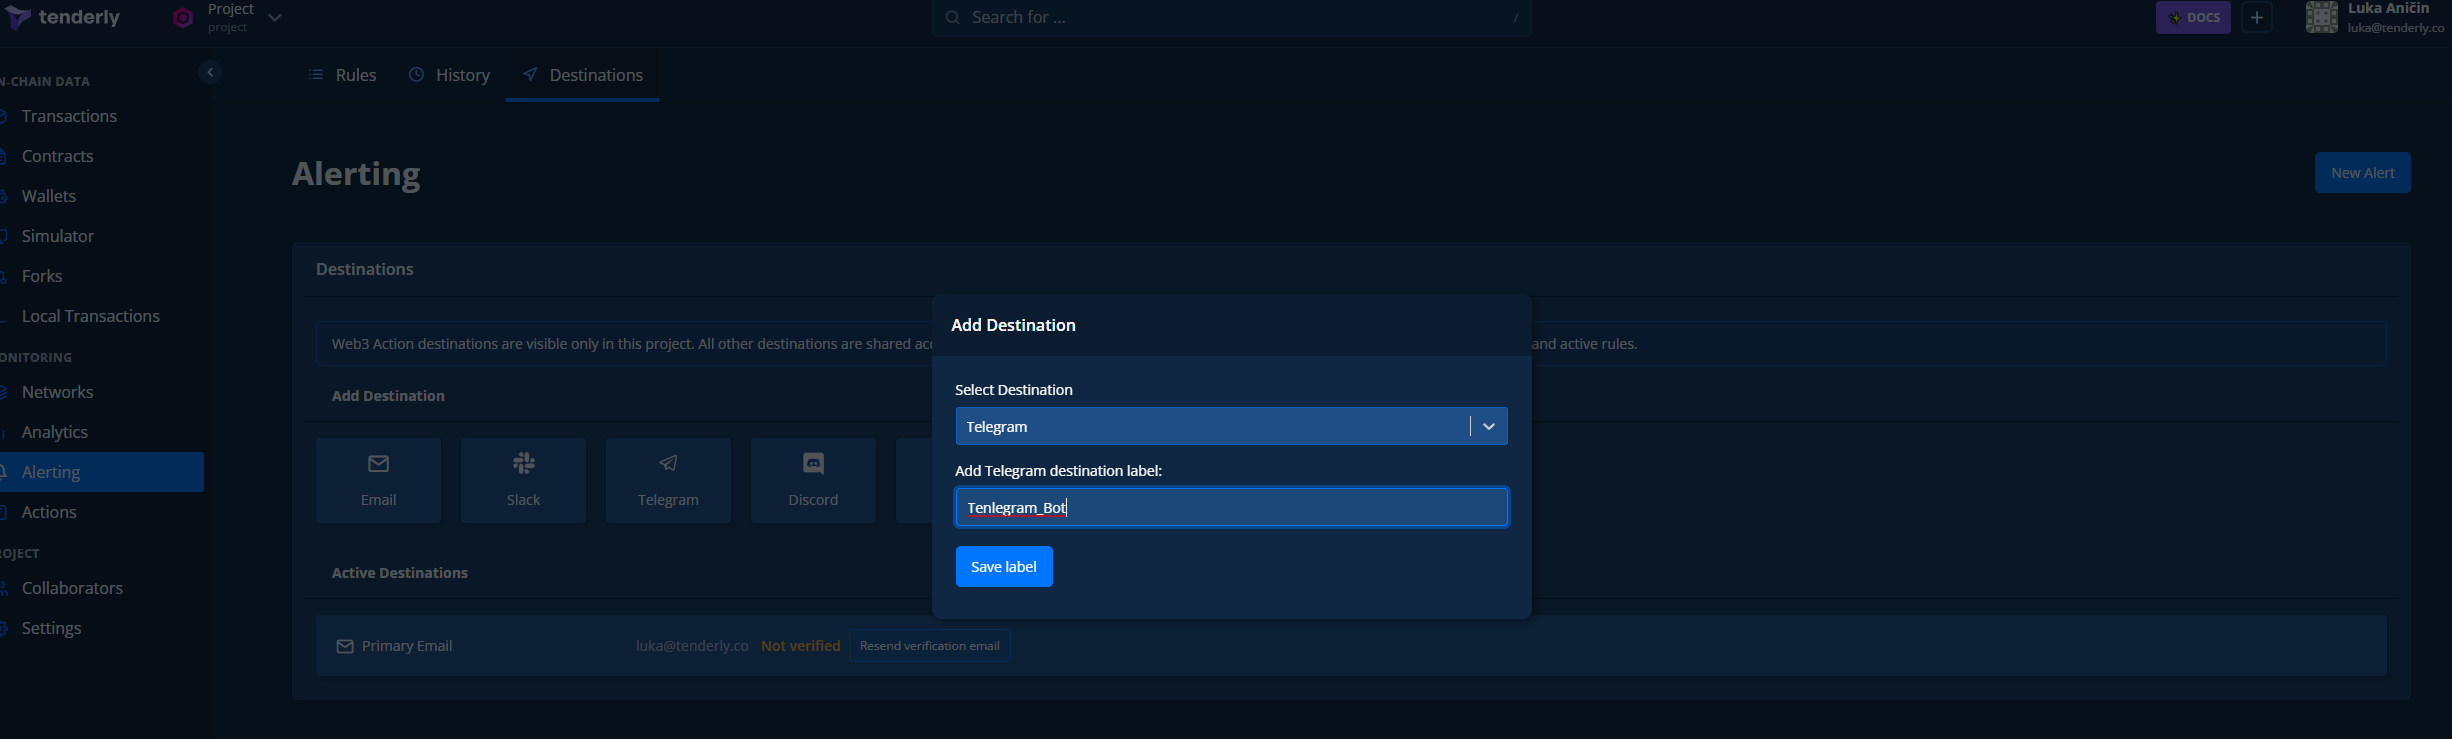 tenderly
Project
project
Search for ...
/
DOCS
Luka Aničin
luka@tenderly.co
N-CHAIN DATA
Transactions
Contracts
Wallets
Simulator
Forks
Local Transactions
ONITORING
Networks
Analytics
Alerting
Actions
ROJECT
Collaborators
Settings
Rules
History
Destinations
Alerting
New Alert
Destinations
Web3 Action destinations are visible only in this project. All other destinations are shared acc
and active rules.
Add Destination
Email
Slack
Telegram
Discord
Active Destinations
Primary Email
luka@tenderly.co
Not verified
Resend verification email
Add Destination
Select Destination
Telegram
Add Telegram destination label:
Tenlegram_Bot
Save label